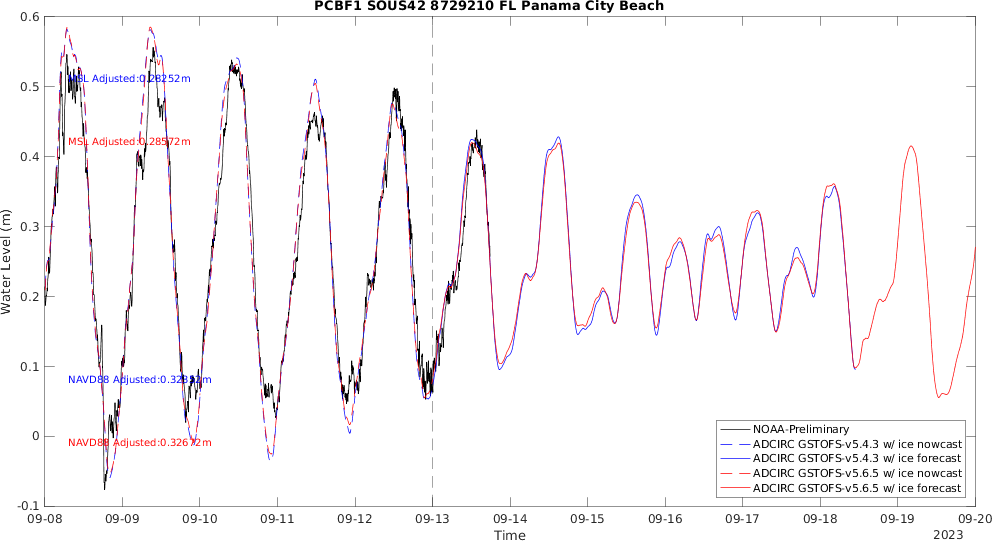 PCBF1 SOUS42 8729210 FL Panama City Beach
0.6
0.5
0.4
0.3
0.2
0.1
0
-0.1
Water Level (m)
MSL Adjusted:0.28252m
MSL Adjusted:0.28572m
NAVD88 Adjusted:0.32352m
NAVD88 Adjusted:0.32672m
NOAA-Preliminary
ADCIRC GSTOFS-v5.4.3 w/ ice nowcast
ADCIRC GSTOFS-v5.4.3 w/ ice forecast
ADCIRC GSTOFS-v5.6.5 w/ ice nowcast
ADCIRC GSTOFS-v5.6.5 w/ ice forecast
09-08 09-09 09-10 09-11 09-12 09-13 09-14 09-15 09-16 09-17 09-18 09-19 09-20
Time
2023